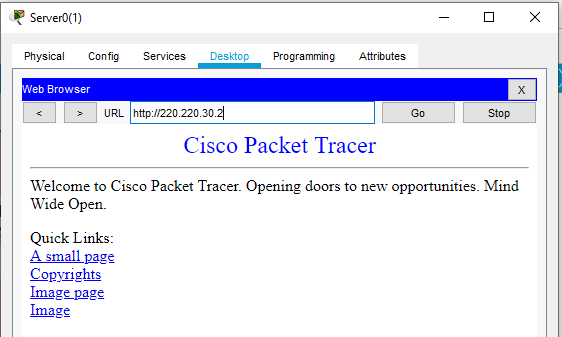 Server0(1)
Physical Config Services Desktop Programming Attributes
Web Browser X
< > URL http://220.220.30.2 Go Stop
Cisco Packet Tracer
Welcome to Cisco Packet Tracer. Opening doors to new opportunities. Mind
Wide Open.
Quick Links:
A small page
Copyrights
Image page
Image